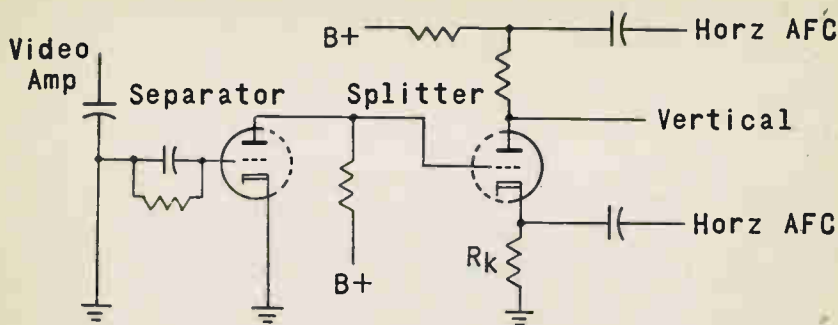 B+
Horz AFC
Video
Amp
Separator
Splitter
Vertical
Horz AFC
Rk
B+